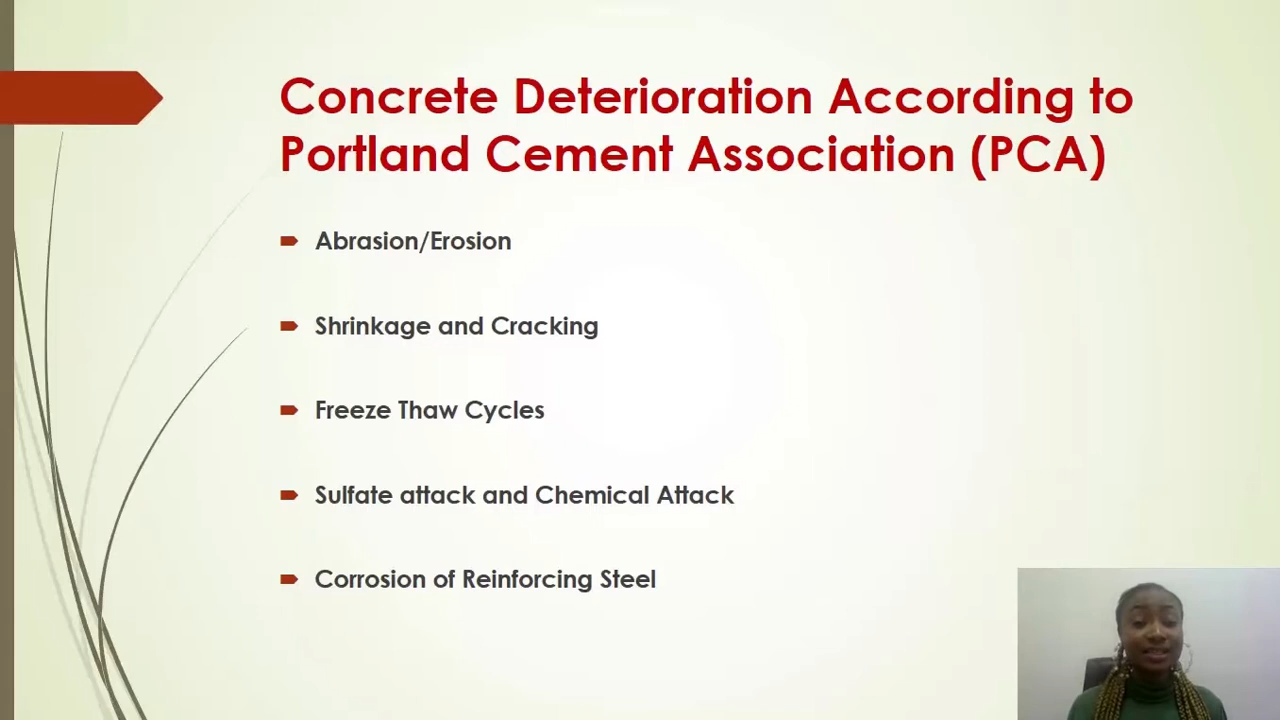 Concrete Deterioration According to
Portland Cement Association (PCA)
Abrasion/Erosion
Shrinkage and Cracking
Freeze Thaw Cycles
Sulfate attack and Chemical Attack
Corrosion of Reinforcing Steel